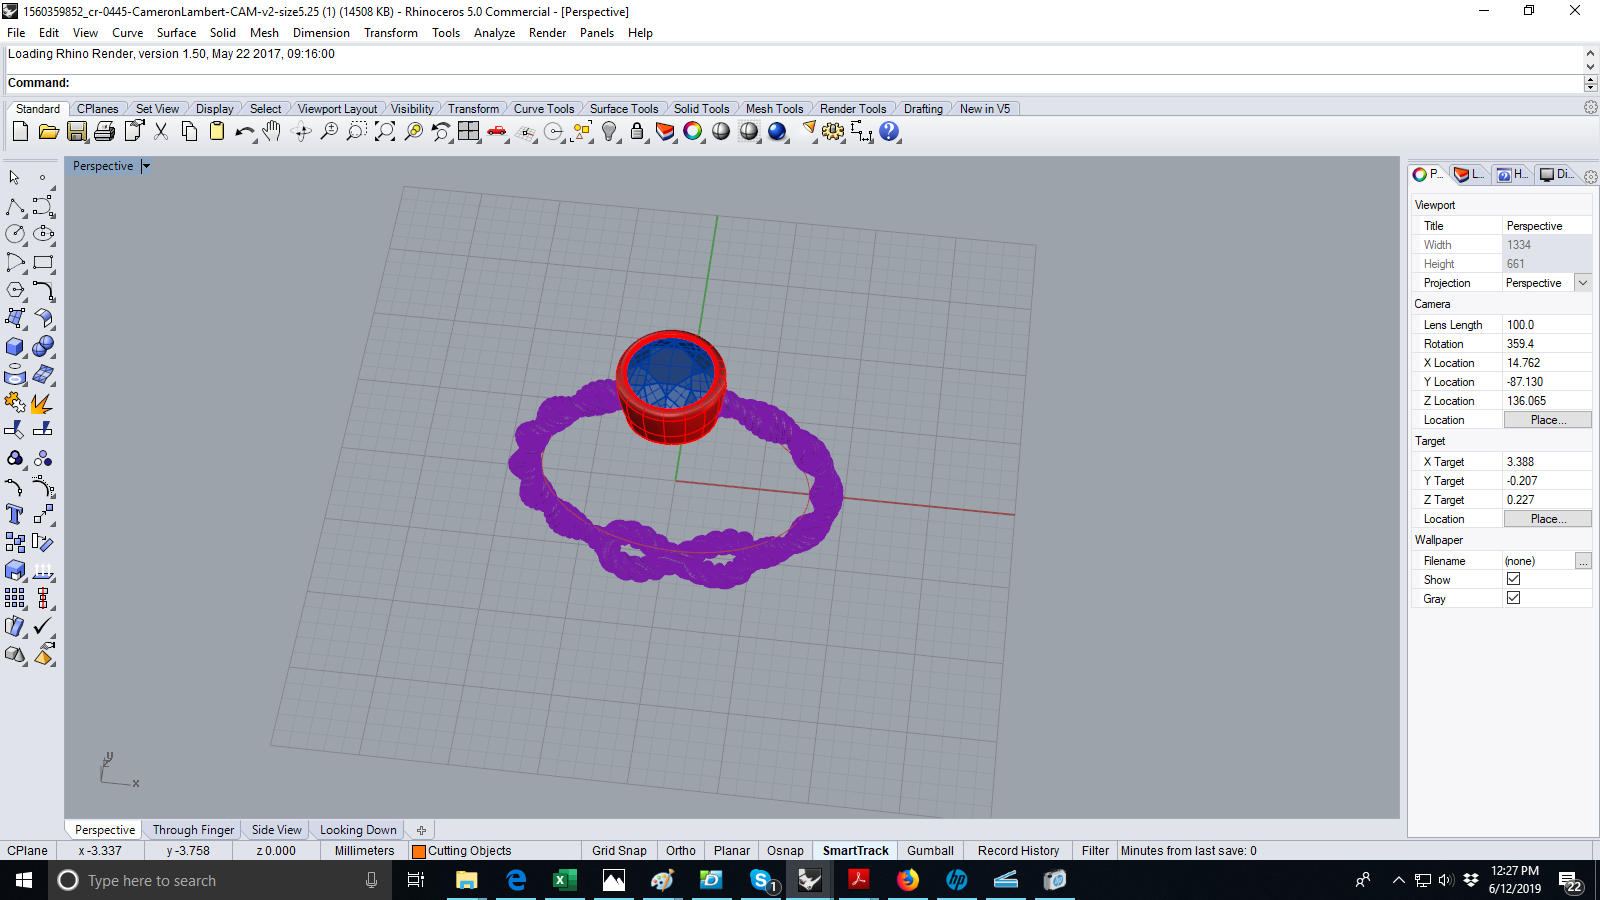 1560359852_cr-0445-CameronLambert-CAM-v2-size5.25 (1) (14508 KB) - Rhinoceros 5.0 Commercial - [Perspective]
File Edit View Curve Surface Solid Mesh Dimension Transform Tools Analyze Render Panels Help
Loading Rhino Render, version 1.50, May 22 2017, 09:16:00
Command:
Standard CPlanes Set View Display Select Viewport Layout Visibility Transform Curve Tools Surface Tools Solid Tools Mesh Tools Render Tools Drafting New in V5
Perspective
P... L... H... Di...
Viewport
Title Perspective
Width 1334
Height 661
Projection Perspective
Camera
Lens Length 100.0
Rotation 359.4
X Location 14.762
Y Location -87.130
Z Location 136.065
Location Place...
Target
X Target 3.388
Y Target -0.207
Z Target 0.227
Location Place...
Wallpaper
Filename (none) ...
Show
Gray
y
z
x
Perspective Through Finger Side View Looking Down
CPlane x -3.337 y -3.758 z 0.000 Millimeters Cutting Objects Grid Snap Ortho Planar Osnap SmartTrack Gumball Record History Filter Minutes from last save: 0
Type here to search
1
12:27 PM
6/12/2019
22